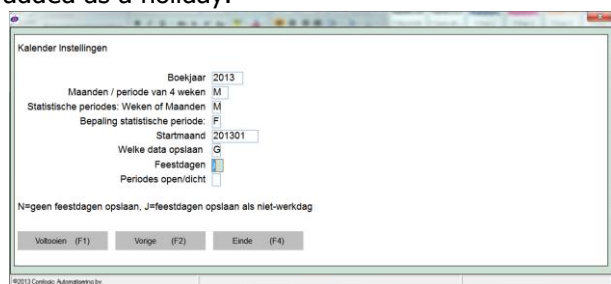 added as a holiday.
Kalender Instellingen
Boekjaar 2013
Maanden / periode van 4 weken M
Statistische periodes: Weken of Maanden M
Bepaling statistische periode: F
Startmaand 201301
Welke data opslaan G
Feestdagen
Periodes open/dicht
N=geen feestdagen opslaan, J=feestdagen opslaan als niet-werkdag
Voltooien (F1) Vorige (F2) Einde (F4)
©2013 Comlogic Automatisering bv